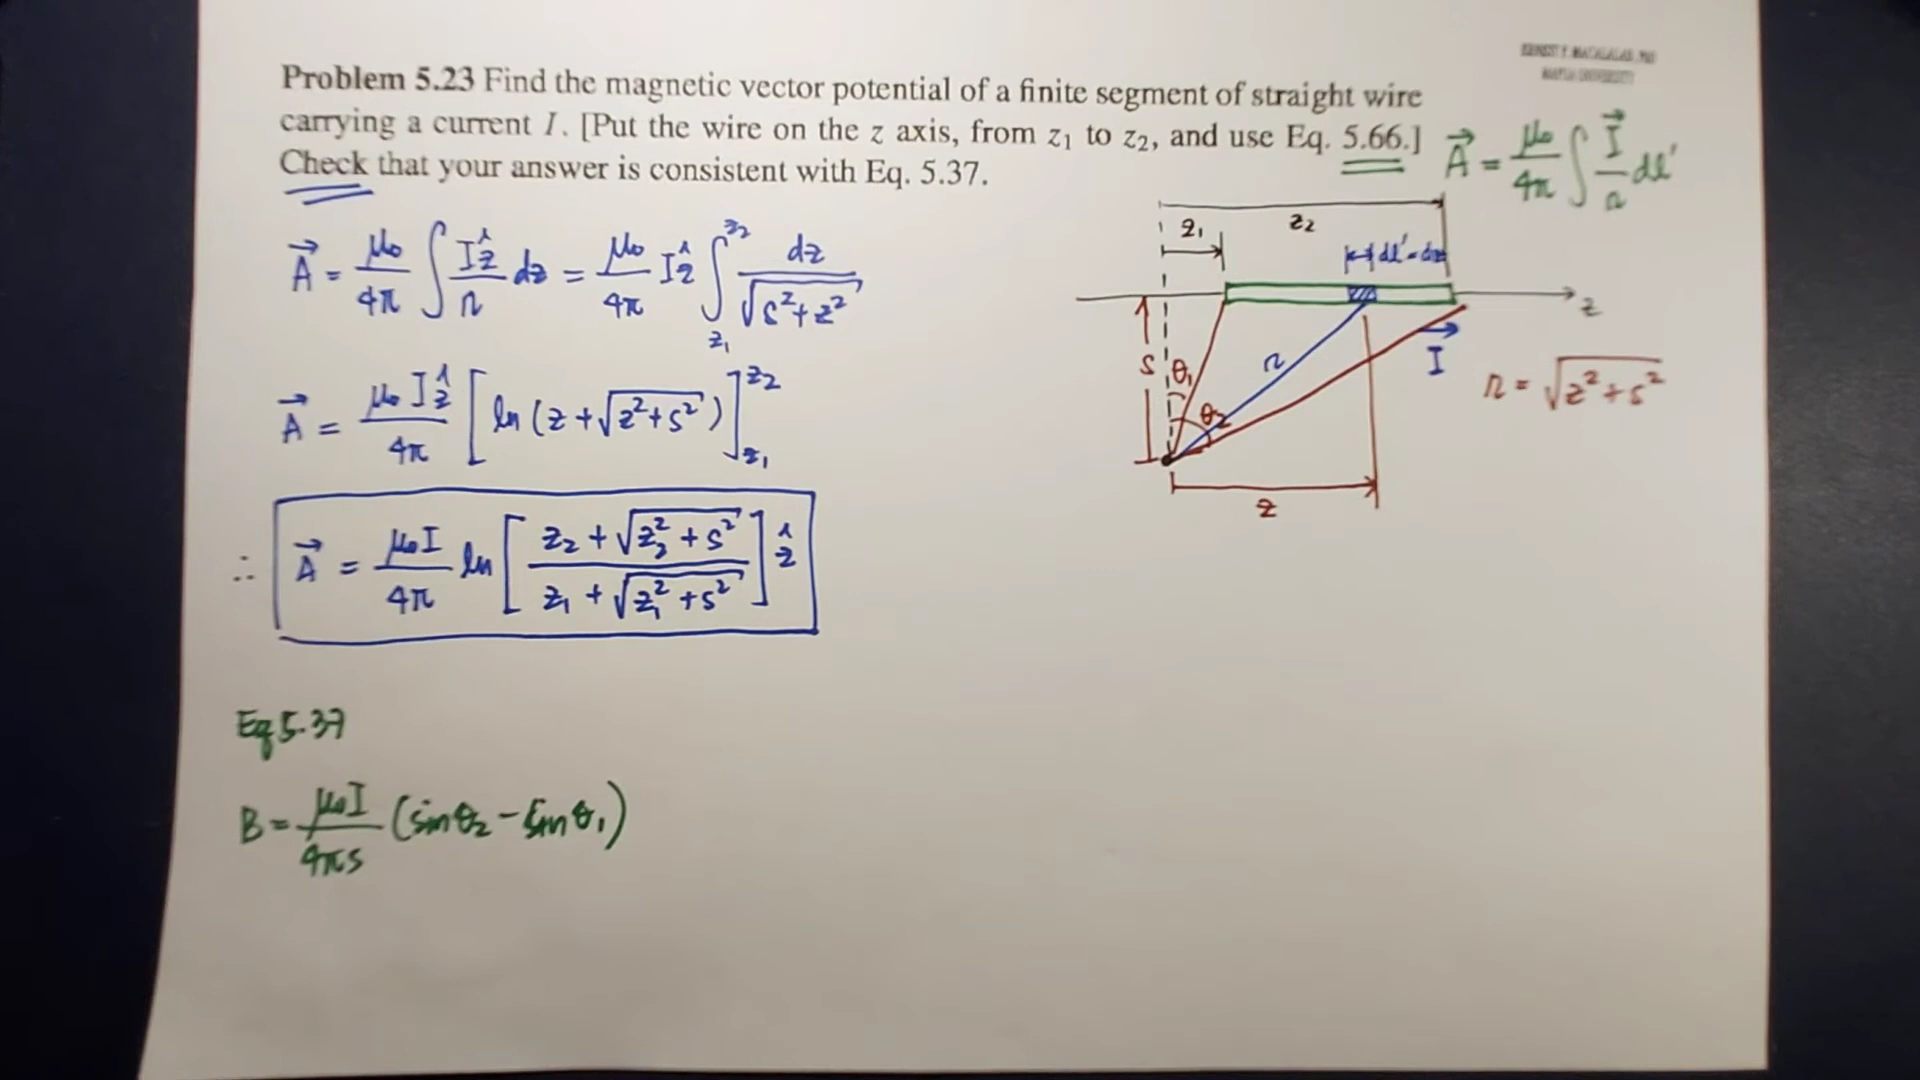 Problem 5.23 Find the magnetic vector potential of a finite segment of straight wire
carrying a current I. [Put the wire on the z axis, from z₁ to z₂, and use Eq. 5.66.]
Check that your answer is consistent with Eq. 5.37.
A⃗ = μ₀/4π ∫ I⃗/r dl'
A⃗ = μ₀/4π ∫ Iẑ/r dz = μ₀/4π Iẑ ∫_{z₁}^{z₂} dz/√(s²+z²)
A⃗ = μ₀Iẑ/4π [ln(z+√(z²+s²))]_{z₁}^{z₂}
∴ A⃗ = μ₀I/4π ln[(z₂+√(z₂²+s²))/(z₁+√(z₁²+s²))] ẑ
Eq 5.37
B = μ₀I/4πs (sinθ₂ - sinθ₁)
z₂
z₁
dl' = dz
z
s
θ₁
r
I
θ₂
z
r = √(z²+s²)